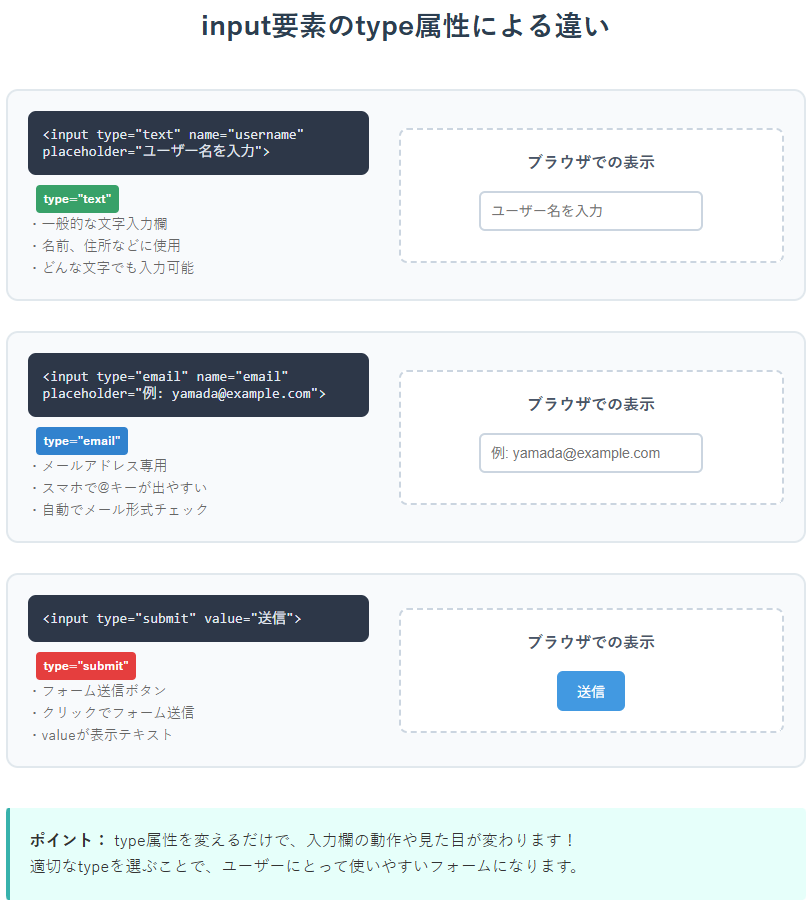 input要素のtype属性による違い
<input type="text" name="username"
placeholder="ユーザー名を入力">
type="text"
・一般的な文字入力欄
・名前、住所などに使用
・どんな文字でも入力可能
ブラウザでの表示
ユーザー名を入力
<input type="email" name="email"
placeholder="例: yamada@example.com">
type="email"
・メールアドレス専用
・スマホで@キーが出やすい
・自動でメール形式チェック
ブラウザでの表示
例: yamada@example.com
<input type="submit" value="送信">
type="submit"
・フォーム送信ボタン
・クリックでフォーム送信
・valueが表示テキスト
ブラウザでの表示
送信
ポイント： type属性を変えるだけで、入力欄の動作や見た目が変わります！
適切なtypeを選ぶことで、ユーザーにとって使いやすいフォームになります。